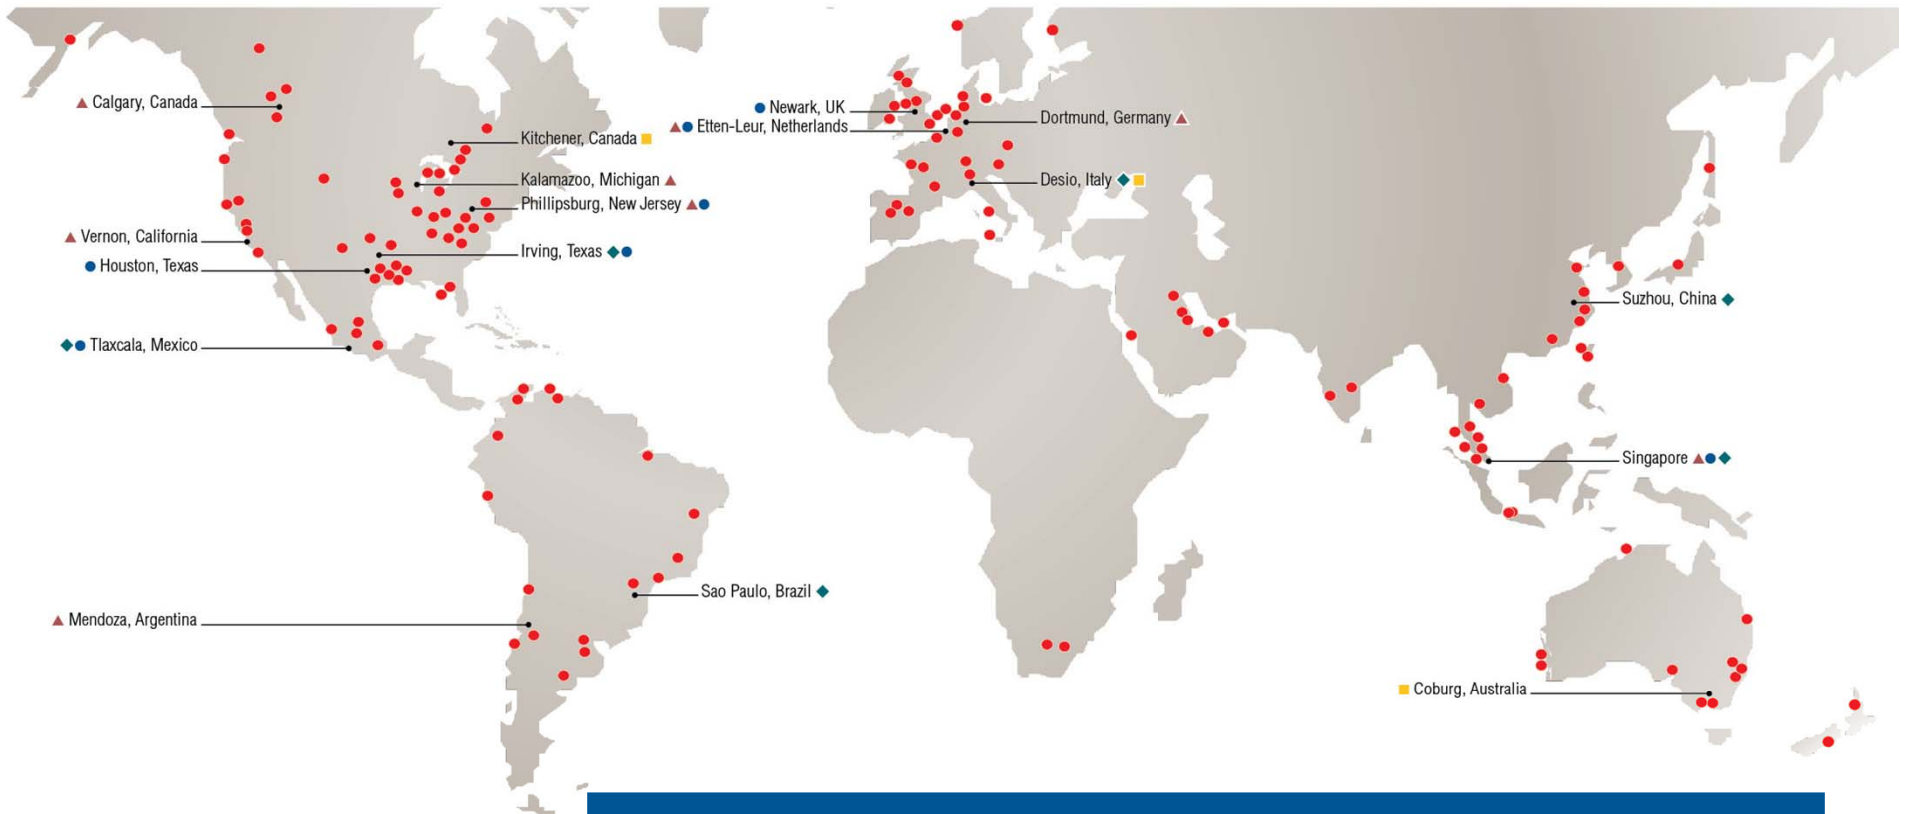 Calgary, Canada
Kitchener, Canada
Kalamazoo, Michigan
Phillipsburg, New Jersey
Vernon, California
Irving, Texas
Houston, Texas
Tlaxcala, Mexico
Sao Paulo, Brazil
Mendoza, Argentina
Newark, UK
Etten-Leur, Netherlands
Dortmund, Germany
Desio, Italy
Suzhou, China
Singapore
Coburg, Australia